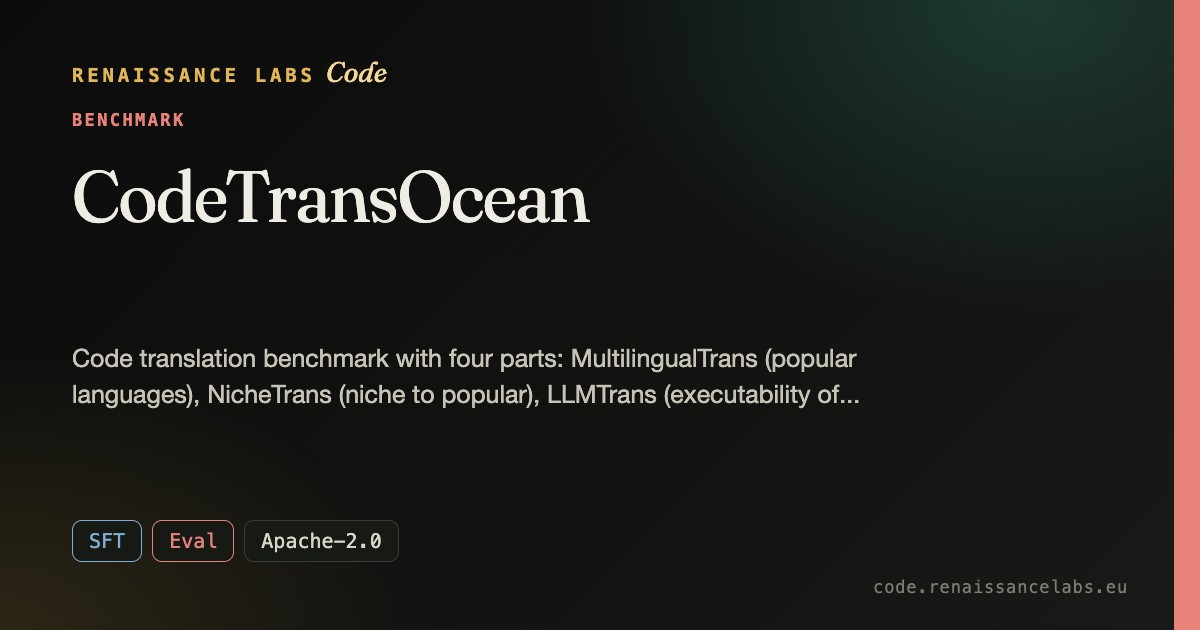 RENAISSANCE LABS Code
BENCHMARK
CodeTransOcean
Code translation benchmark with four parts: MultilingualTrans (popular
languages), NicheTrans (niche to popular), LLMTrans (executability of...
SFT Eval Apache-2.0
code.renaissancelabs.eu